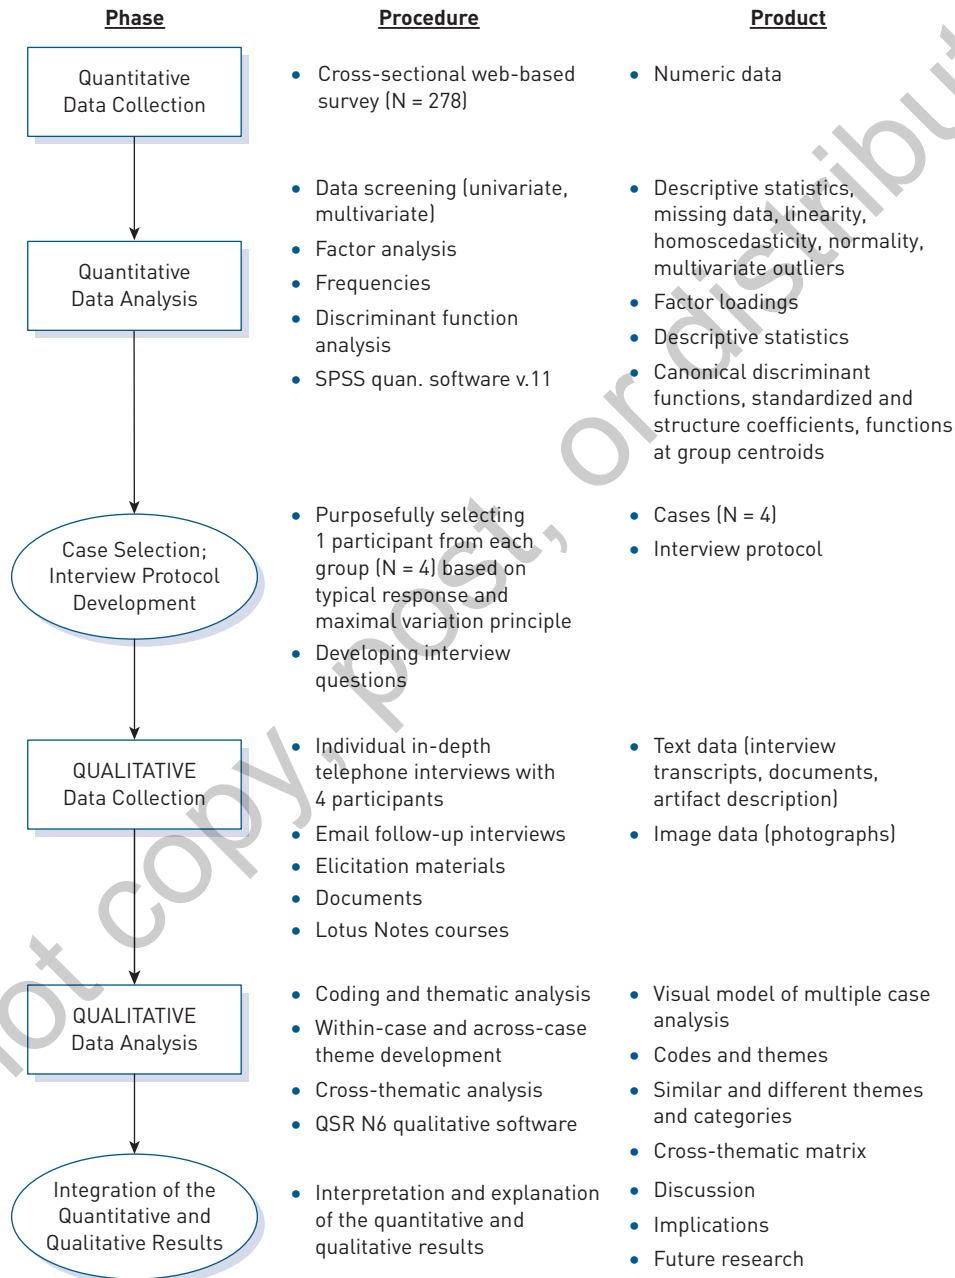 Phase
Procedure
Product
Quantitative
Data Collection
• Cross-sectional web-based
survey (N = 278)
• Numeric data
Quantitative
Data Analysis
• Data screening (univariate,
multivariate)
• Factor analysis
• Frequencies
• Discriminant function
analysis
• SPSS quan. software v.11
• Descriptive statistics,
missing data, linearity,
homoscedasticity, normality,
multivariate outliers
• Factor loadings
• Descriptive statistics
• Canonical discriminant
functions, standardized and
structure coefficients, functions
at group centroids
Case Selection;
Interview Protocol
Development
• Purposefully selecting
1 participant from each
group (N = 4) based on
typical response and
maximal variation principle
• Developing interview
questions
• Cases (N = 4)
• Interview protocol
QUALITATIVE
Data Collection
• Individual in-depth
telephone interviews with
4 participants
• Email follow-up interviews
• Elicitation materials
• Documents
• Lotus Notes courses
• Text data (interview
transcripts, documents,
artifact description)
• Image data (photographs)
QUALITATIVE
Data Analysis
• Coding and thematic analysis
• Within-case and across-case
theme development
• Cross-thematic analysis
• QSR N6 qualitative software
• Visual model of multiple case
analysis
• Codes and themes
• Similar and different themes
and categories
• Cross-thematic matrix
Integration of the
Quantitative and
Qualitative Results
• Interpretation and explanation
of the quantitative and
qualitative results
• Discussion
• Implications
• Future research
not copy, post, or distribut